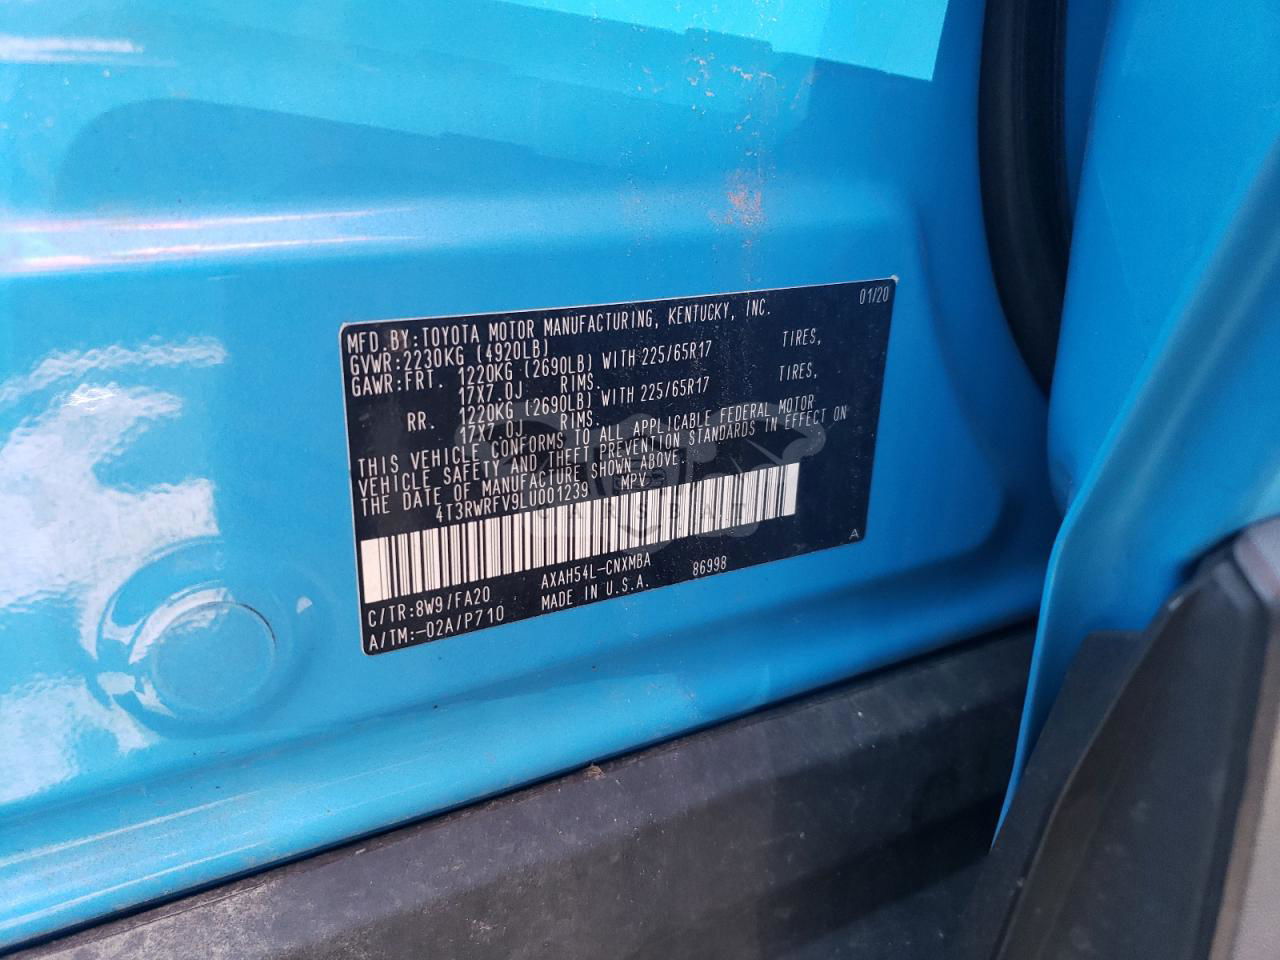 MFD.BY:TOYOTA MOTOR MANUFACTURING, KENTUCKY, INC. 01/20
GVWR:2230KG (4920LB)
GAWR:FRT. 1220KG (2690LB) WITH 225/65R17 TIRES,
17X7.0J RIMS.
RR. 1220KG (2690LB) WITH 225/65R17 TIRES,
17X7.0J RIMS.
THIS VEHICLE CONFORMS TO ALL APPLICABLE FEDERAL MOTOR
VEHICLE SAFETY AND THEFT PREVENTION STANDARDS IN EFFECT ON
THE DATE OF MANUFACTURE SHOWN ABOVE.
4T3RWRFV9LU001239 MPV
C/TR:8W9/FA20 AXAH54L-CNXMBA 86998 A
A/TM:-02A/P710 MADE IN U.S.A.